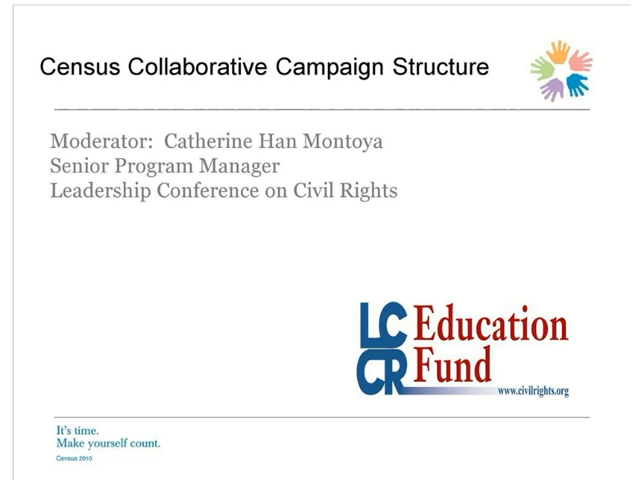 Census Collaborative Campaign Structure
Moderator: Catherine Han Montoya
Senior Program Manager
Leadership Conference on Civil Rights
LC Education
CR Fund
www.civilrights.org
It's time.
Make yourself count.
Census 2010